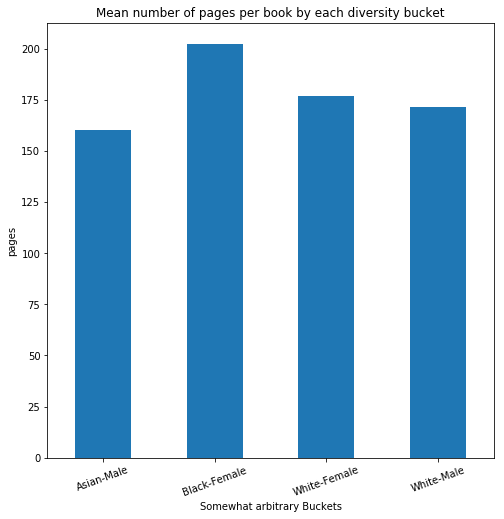 Mean number of pages per book by each diversity bucket
pages
200
175
150
125
100
75
50
25
0
Asian-Male Black-Female White-Female White-Male
Somewhat arbitrary Buckets